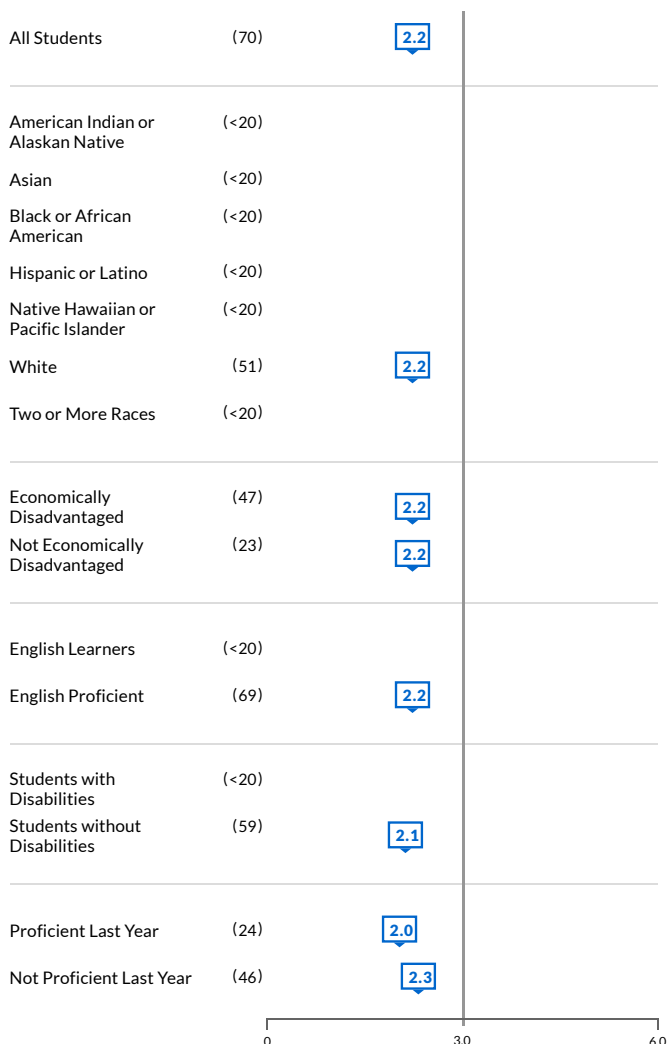 All Students (70) 2.2
American Indian or (<20)
Alaskan Native
Asian (<20)
Black or African (<20)
American
Hispanic or Latino (<20)
Native Hawaiian or (<20)
Pacific Islander
White (51) 2.2
Two or More Races (<20)
Economically (47) 2.2
Disadvantaged
Not Economically (23) 2.2
Disadvantaged
English Learners (<20)
English Proficient (69) 2.2
Students with (<20)
Disabilities
Students without (59) 2.1
Disabilities
Proficient Last Year (24) 2.0
Not Proficient Last Year (46) 2.3
0 3.0 6.0